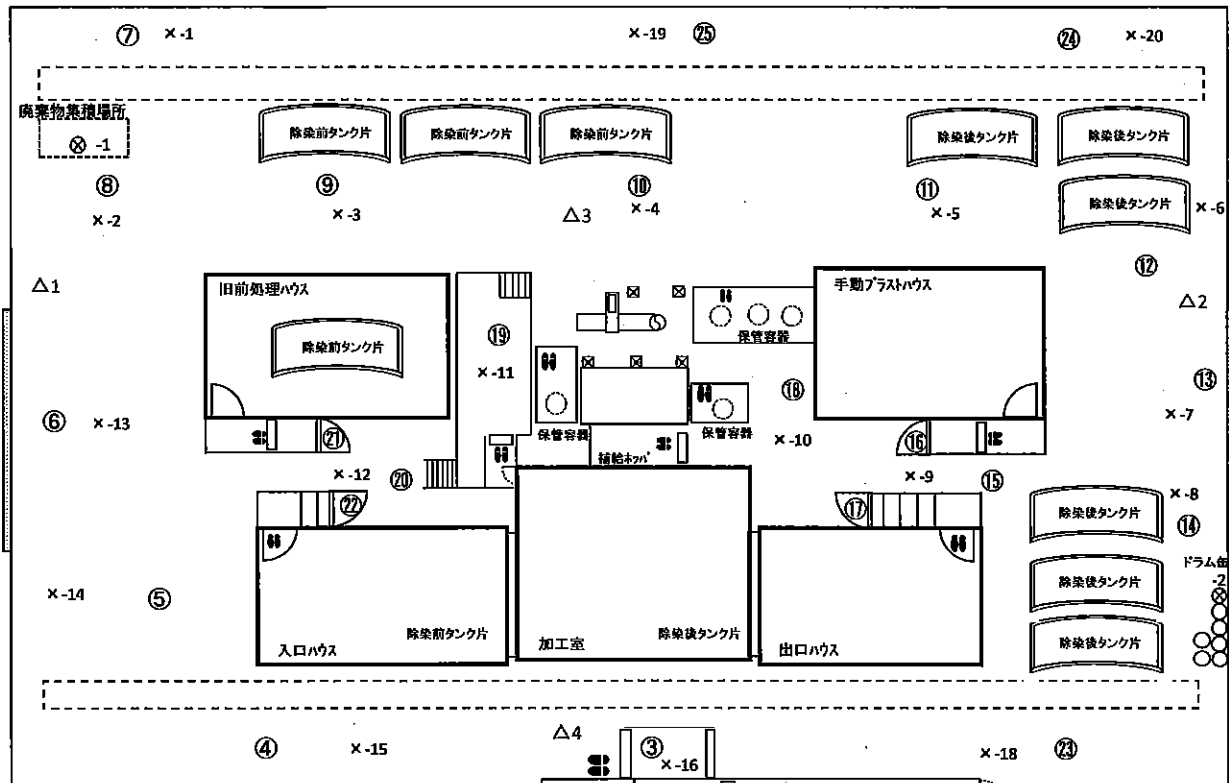 ⑦ ×-1 ×-19 ㉕ ㉔ ×-20
廃棄物集積場所
⊗ -1
除染前タンク片 除染前タンク片 除染前タンク片 除染後タンク片 除染後タンク片
⑧ ⑨ ⑩ ⑪
×-2 ×-3 △3 ×-4 ×-5 除染後タンク片 ×-6
⑫
△1 旧前処理ハウス 手動ブラストハウス △2
⑲ 保管容器
除染前タンク片
×-11 ⑱ ⑬
⑥ ×-13 ㉑ 保管容器 保管容器 ×-10 ⑯ ×-7
補給ホッパ
×-12 ⑳ ×-9 ⑮ ×-8
㉒ ⑰ 除染後タンク片 ⑭
ドラム缶
-2
×-14 ⑤ 除染後タンク片 ⊗
除染前タンク片 除染後タンク片 除染後タンク片
入口ハウス 加工室 出口ハウス
④ ×-15 △4 ③ ×-16 ×-18 ㉓